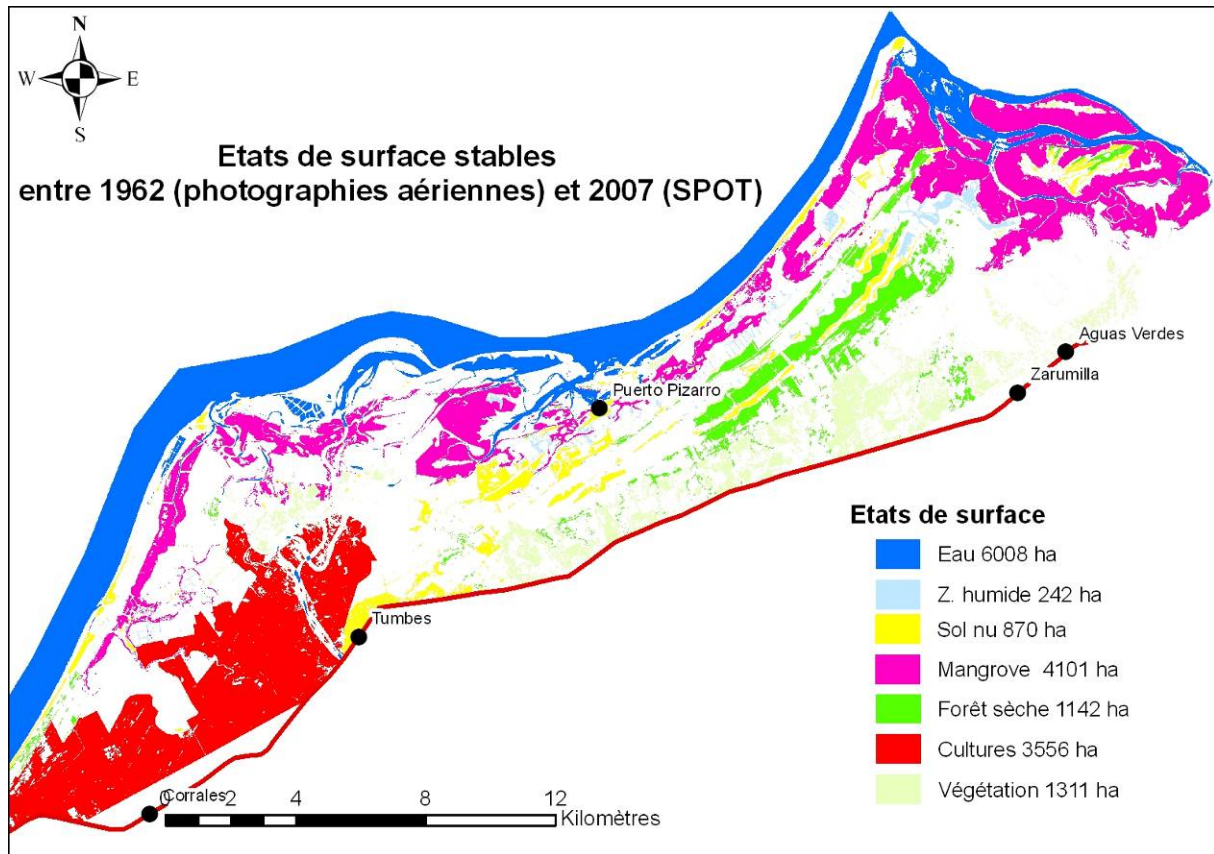 N
W E
S
Etats de surface stables
entre 1962 (photographies aériennes) et 2007 (SPOT)
Aguas Verdes
Zarumilla
Puerto Pizarro
Tumbes
Corrales
Etats de surface
Eau 6008 ha
Z. humide 242 ha
Sol nu 870 ha
Mangrove 4101 ha
Forêt sèche 1142 ha
Cultures 3556 ha
Végétation 1311 ha
0 2 4 8 12
Kilomètres